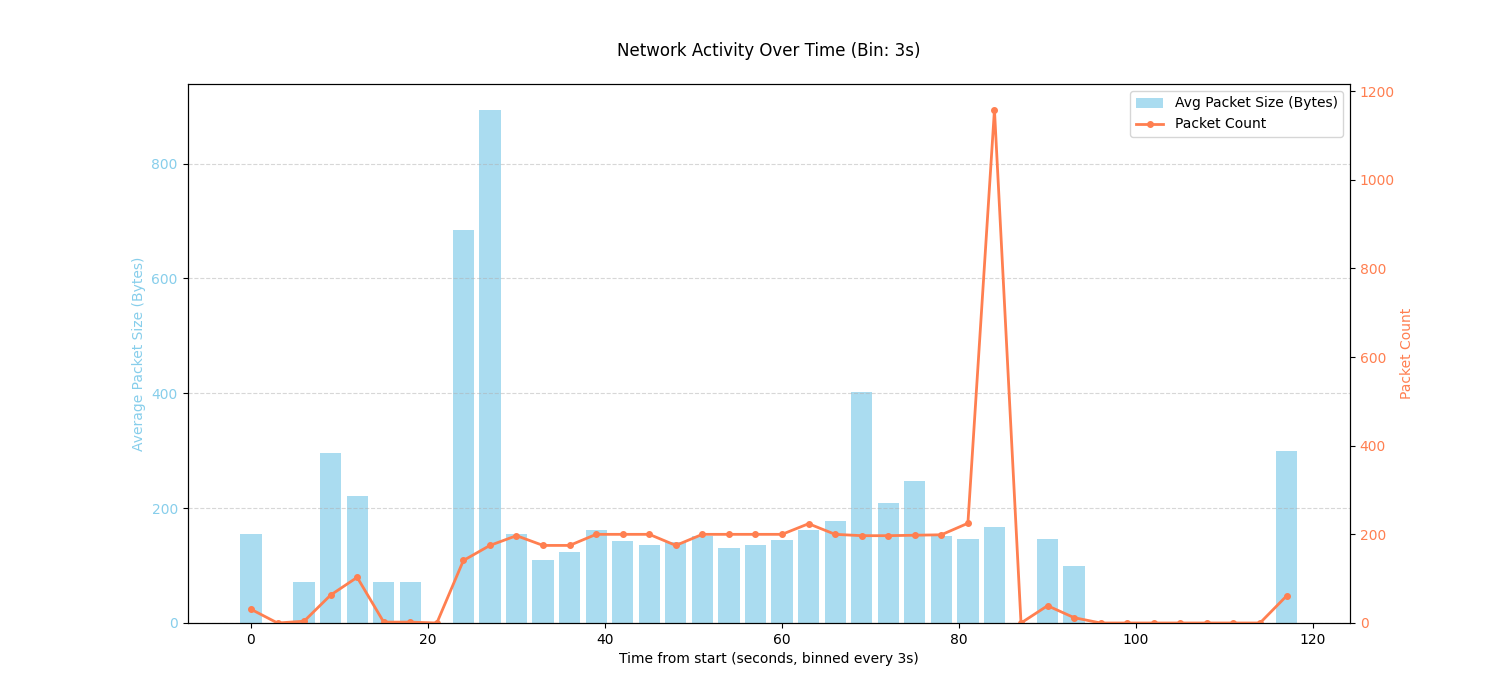 Network Activity Over Time (Bin: 3s)
Avg Packet Size (Bytes)
Packet Count
Average Packet Size (Bytes)
800
600
400
200
0
1200
1000
800
600
400
200
0
Packet Count
0 20 40 60 80 100 120
Time from start (seconds, binned every 3s)